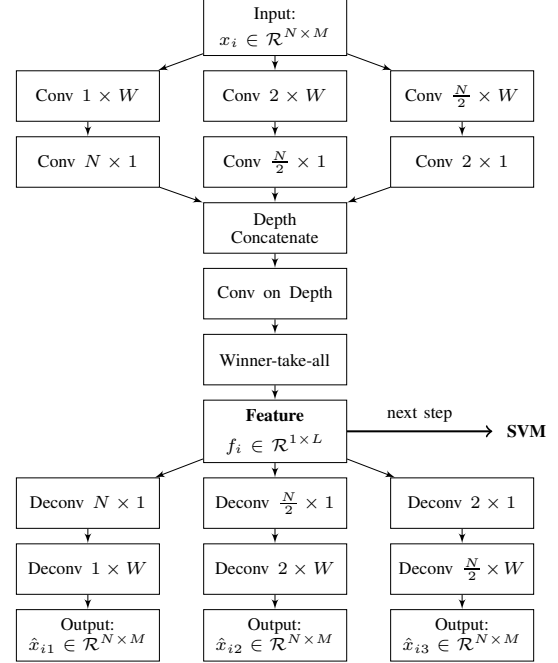 Input:
x_i ∈ ℛ^{N×M}
Conv 1 × W
Conv 2 × W
Conv N/2 × W
Conv N × 1
Conv N/2 × 1
Conv 2 × 1
Depth
Concatenate
Conv on Depth
Winner-take-all
Feature
f_i ∈ ℛ^{1×L}
next step
SVM
Deconv N × 1
Deconv N/2 × 1
Deconv 2 × 1
Deconv 1 × W
Deconv 2 × W
Deconv N/2 × W
Output:
x̂_{i1} ∈ ℛ^{N×M}
Output:
x̂_{i2} ∈ ℛ^{N×M}
Output:
x̂_{i3} ∈ ℛ^{N×M}